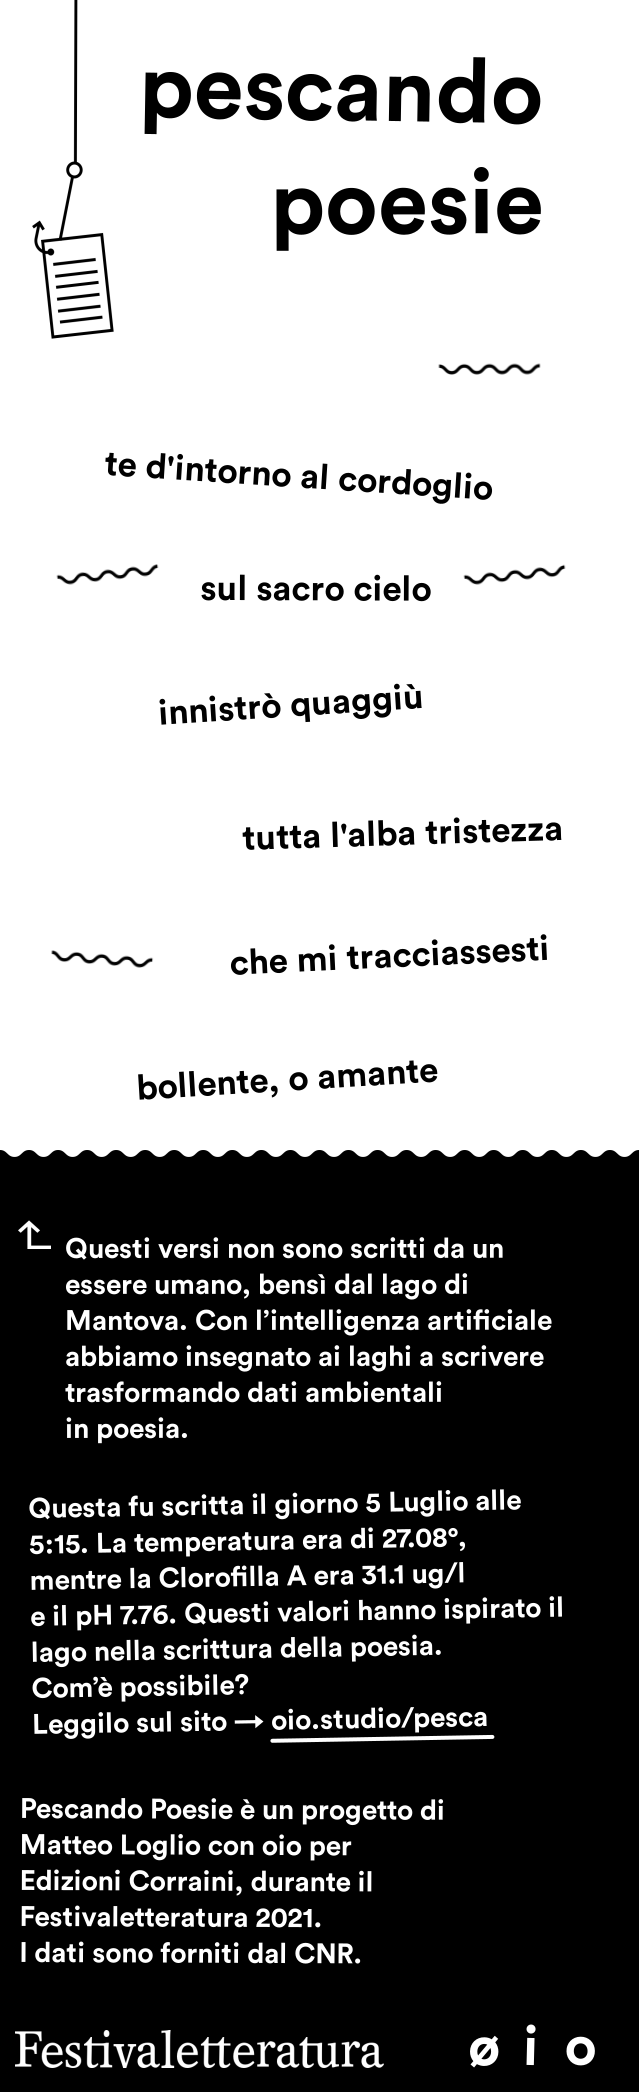 pescando
poesie
te d'intorno al cordoglio
sul sacro cielo
innistrò quaggiù
tutta l'alba tristezza
che mi tracciassesti
bollente, o amante
Questi versi non sono scritti da un
essere umano, bensì dal lago di
Mantova. Con l’intelligenza artificiale
abbiamo insegnato ai laghi a scrivere
trasformando dati ambientali
in poesia.
Questa fu scritta il giorno 5 Luglio alle
5:15. La temperatura era di 27.08°,
mentre la Clorofilla A era 31.1 ug/l
e il pH 7.76. Questi valori hanno ispirato il
lago nella scrittura della poesia.
Com’è possibile?
Leggilo sul sito → oio.studio/pesca
Pescando Poesie è un progetto di
Matteo Loglio con oio per
Edizioni Corraini, durante il
Festivaletteratura 2021.
I dati sono forniti dal CNR.
Festivaletteratura ø i o